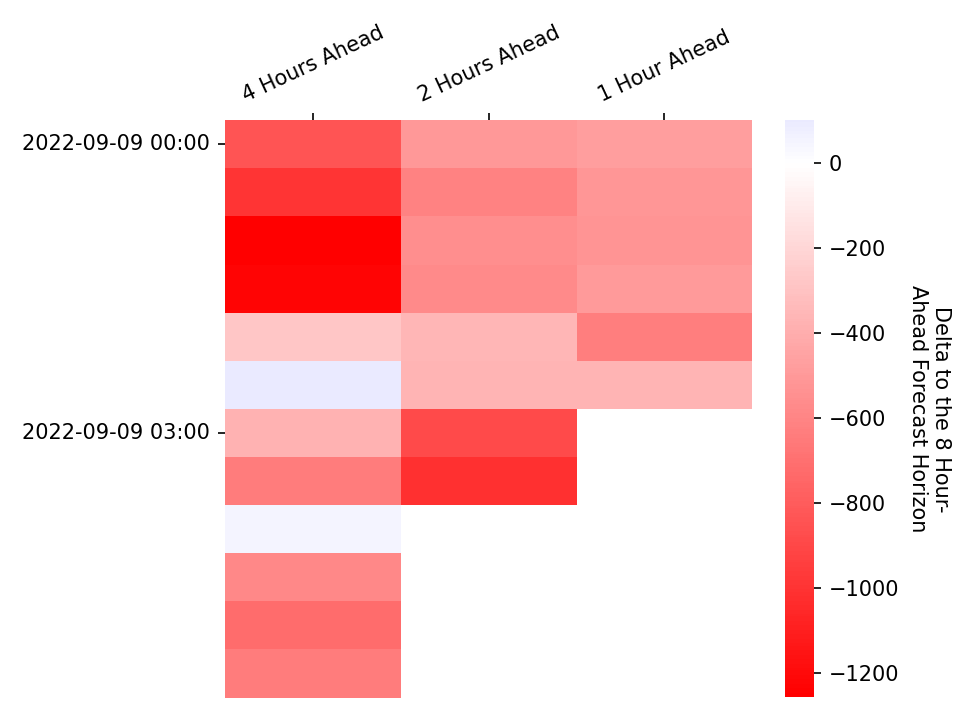 4 Hours Ahead
2 Hours Ahead
1 Hour Ahead
2022-09-09 00:00
2022-09-09 03:00
0
−200
−400
−600
−800
−1000
−1200
Delta to the 8 Hour-
Ahead Forecast Horizon